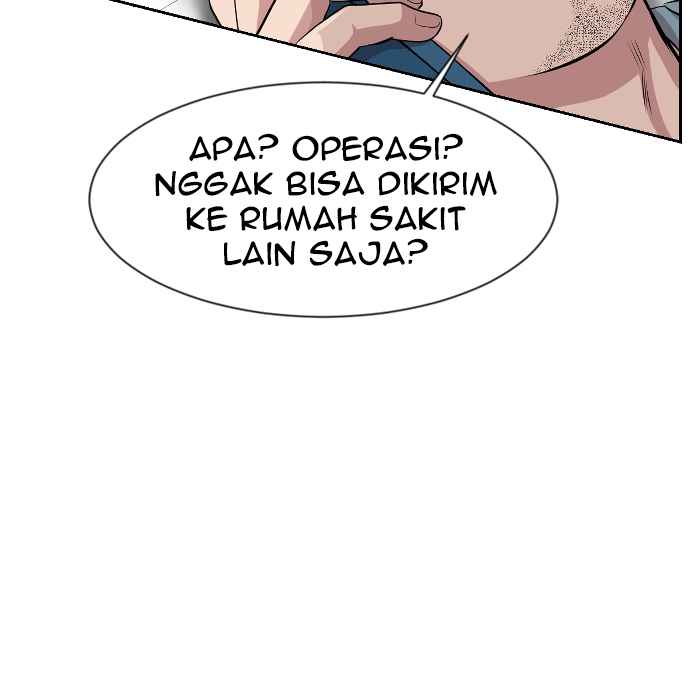 APA? OPERASI?
NGGAK BISA DIKIRIM
KE RUMAH SAKIT
LAIN SAJA?